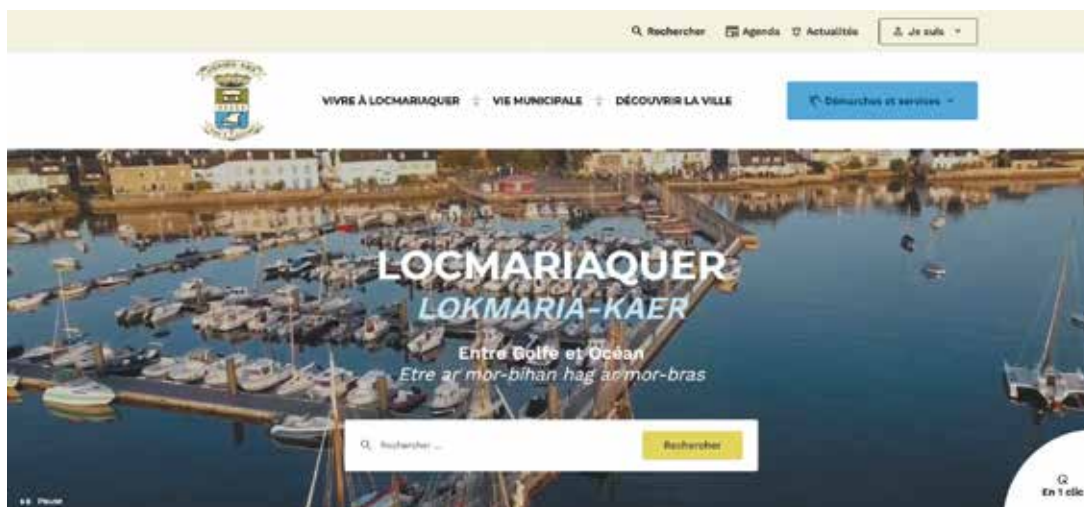 Rechercher Agenda Actualités Je suis
VIVRE À LOCMARIAQUER VIE MUNICIPALE DÉCOUVRIR LA VILLE Démarches et services
LOCMARIAQUER
LOKMARIA-KAER
Entre Golfe et Océan
Etre ar mor-bihan hag ar mor-bras
Rechercher ... Rechercher
Pause
En 1 clic